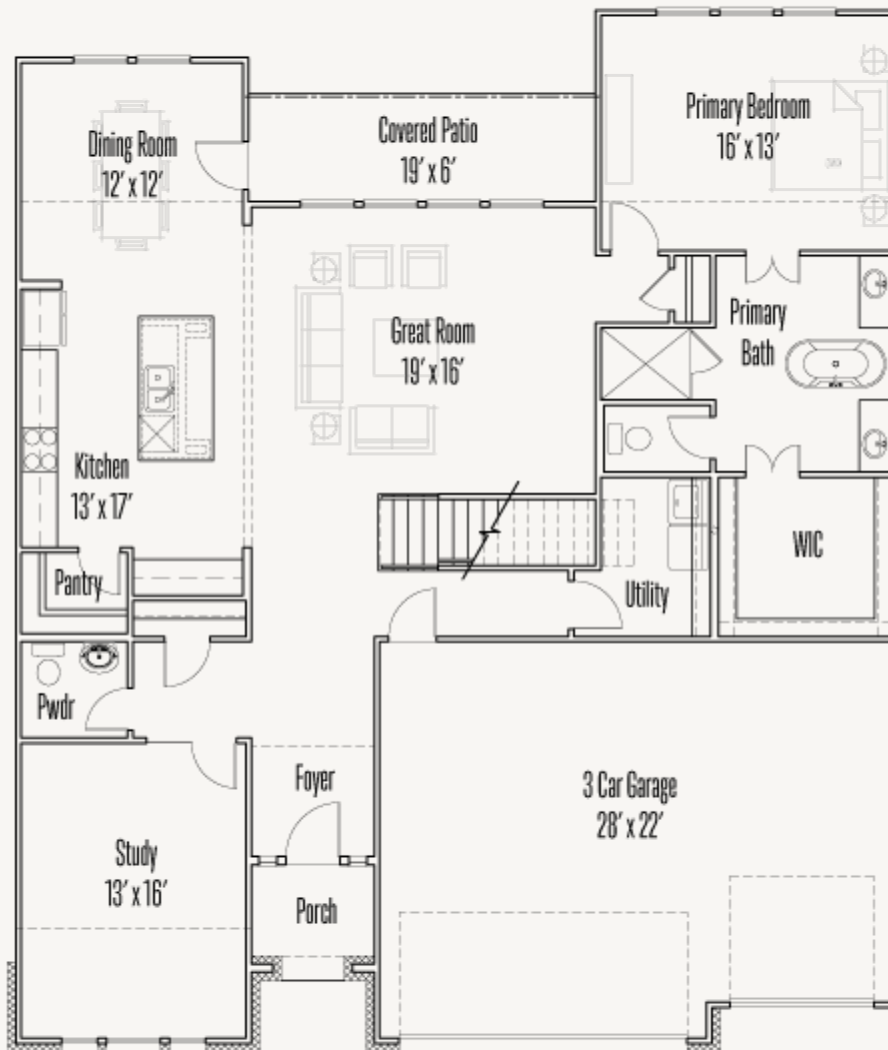 Dining Room
12' x 12'
Covered Patio
19' x 6'
Primary Bedroom
16' x 13'
Great Room
19' x 16'
Primary
Bath
Kitchen
13' x 17'
Pantry
Utility
WIC
Pwdr
Foyer
3 Car Garage
28' x 22'
Study
13' x 16'
Porch